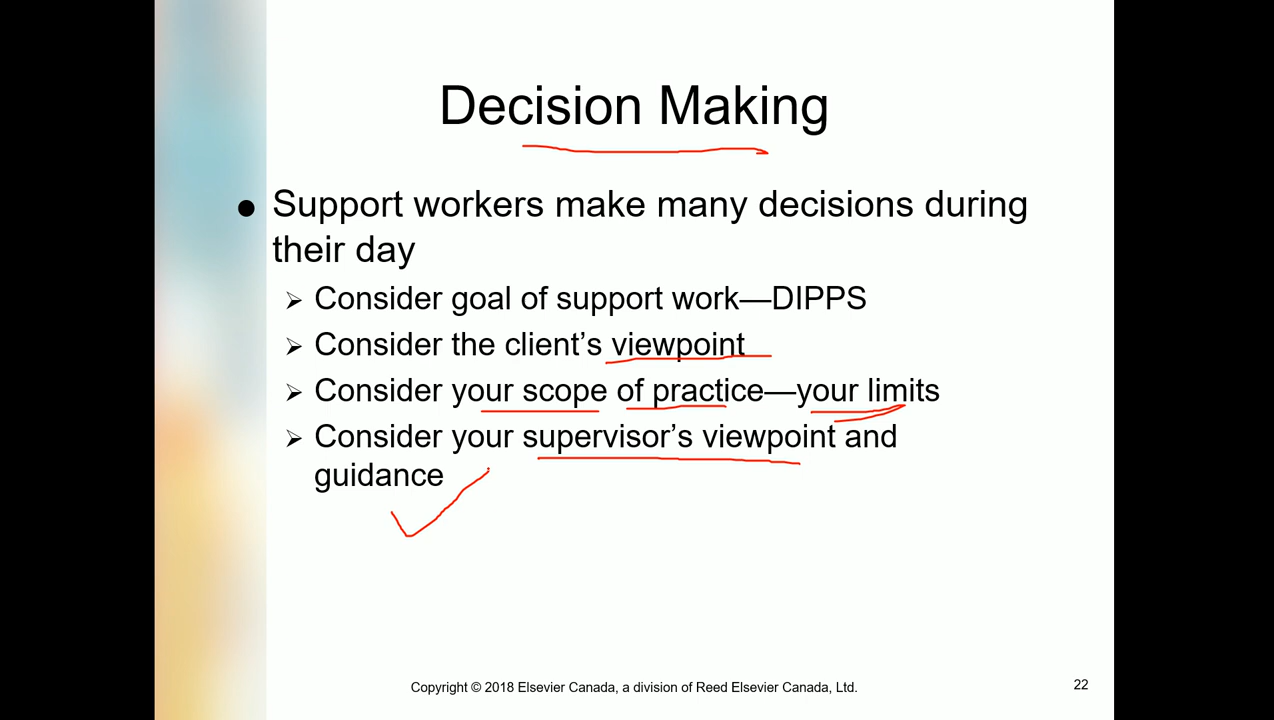 Decision Making
● Support workers make many decisions during
their day
➢ Consider goal of support work—DIPPS
➢ Consider the client’s viewpoint
➢ Consider your scope of practice—your limits
➢ Consider your supervisor’s viewpoint and
guidance
Copyright © 2018 Elsevier Canada, a division of Reed Elsevier Canada, Ltd.
22